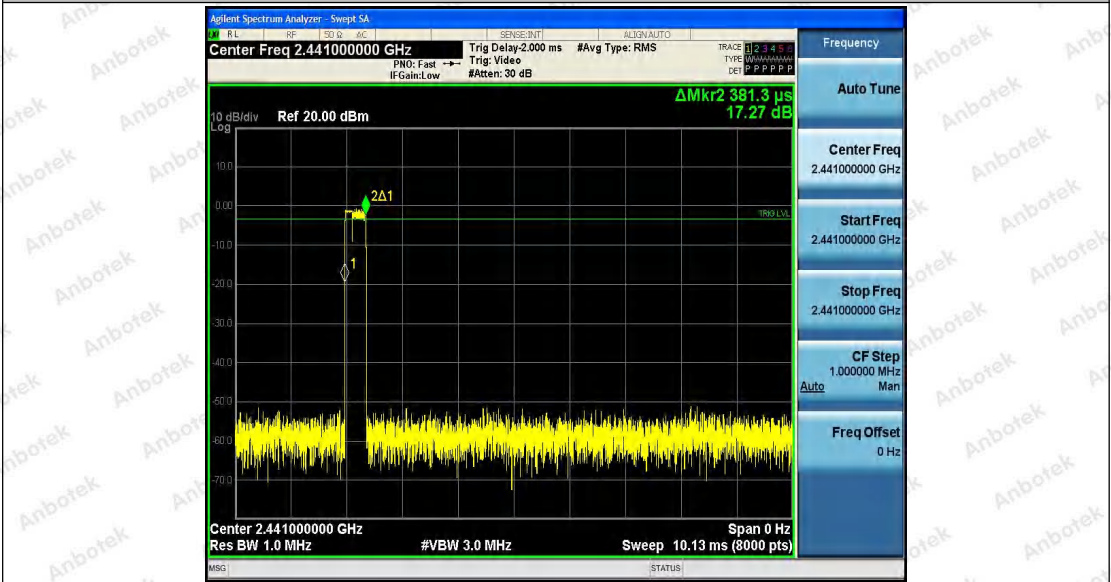 Agilent Spectrum Analyzer - Swept SA
RL RF 50 Ω AC SENSE:INT ALIGNAUTO
Center Freq 2.441000000 GHz
PNO: Fast
IFGain:Low
Trig Delay-2.000 ms
Trig: Video
#Atten: 30 dB
#Avg Type: RMS
TRACE 1 2 3 4 5 6
TYPE
DET P P P P P P
ΔMkr2 381.3 µs
17.27 dB
10 dB/div
Log
Ref 20.00 dBm
10.0
0.00
-10.0
-20.0
-30.0
-40.0
-50.0
-60.0
-70.0
2Δ1
1
TRIG LVL
Center 2.441000000 GHz
Span 0 Hz
Res BW 1.0 MHz
#VBW 3.0 MHz
Sweep 10.13 ms (8000 pts)
MSG
STATUS
Frequency
Auto Tune
Center Freq
2.441000000 GHz
Start Freq
2.441000000 GHz
Stop Freq
2.441000000 GHz
CF Step
1.000000 MHz
Auto Man
Freq Offset
0 Hz
Anbotek